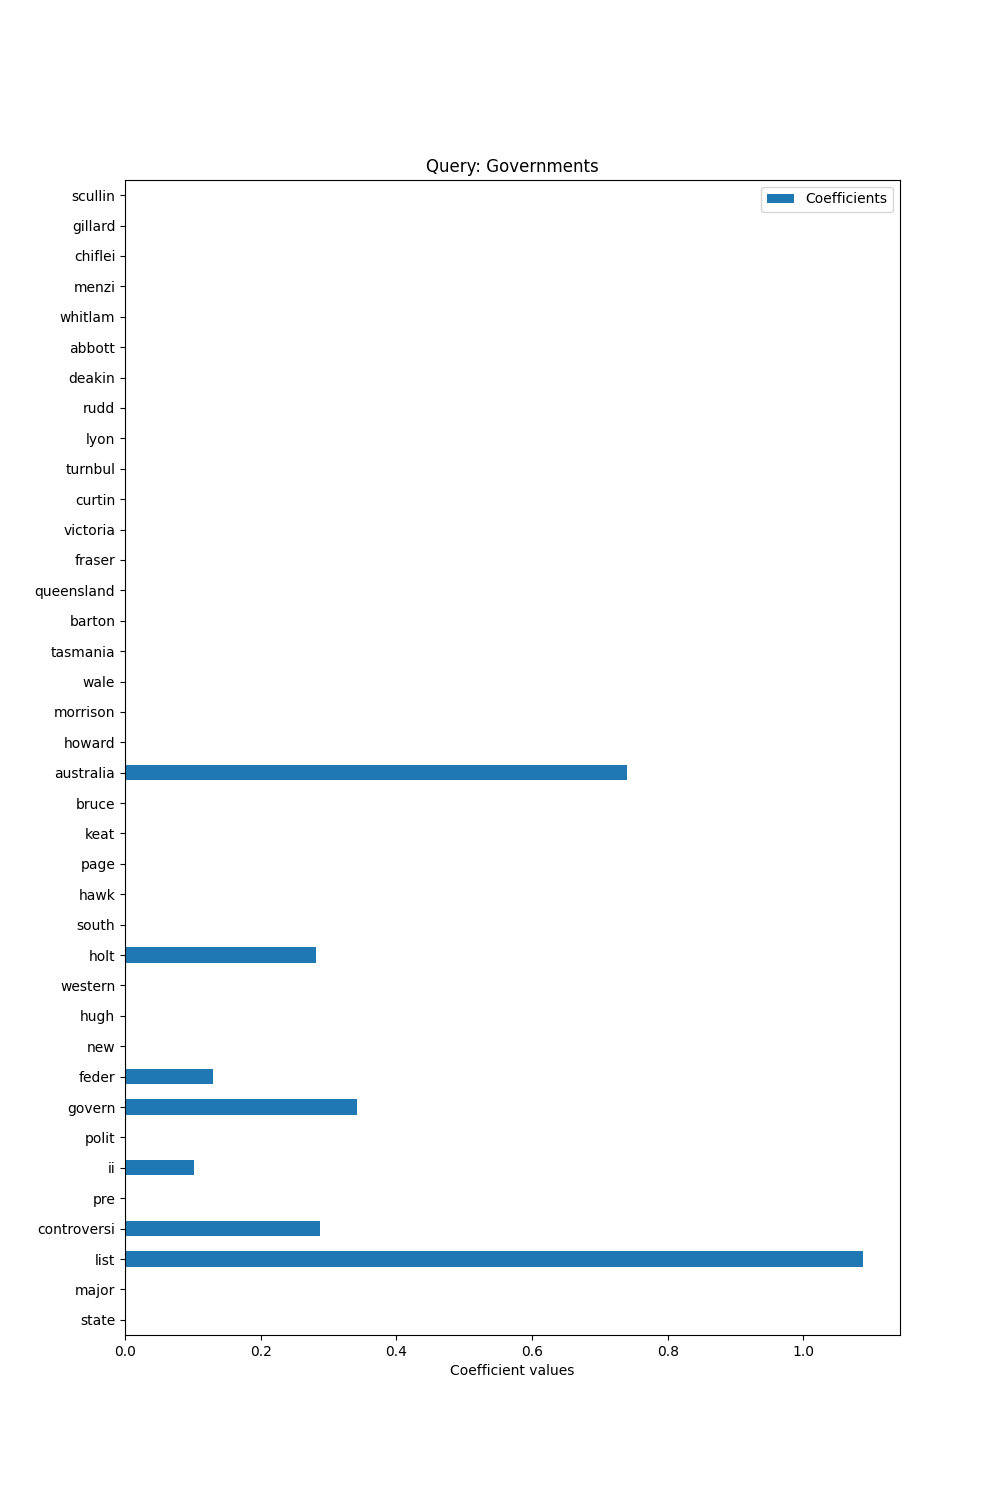 Query: Governments
Coefficients
scullin
gillard
chiflei
menzi
whitlam
abbott
deakin
rudd
lyon
turnbul
curtin
victoria
fraser
queensland
barton
tasmania
wale
morrison
howard
australia
bruce
keat
page
hawk
south
holt
western
hugh
new
feder
govern
polit
ii
pre
controversi
list
major
state
0.0 0.2 0.4 0.6 0.8 1.0
Coefficient values